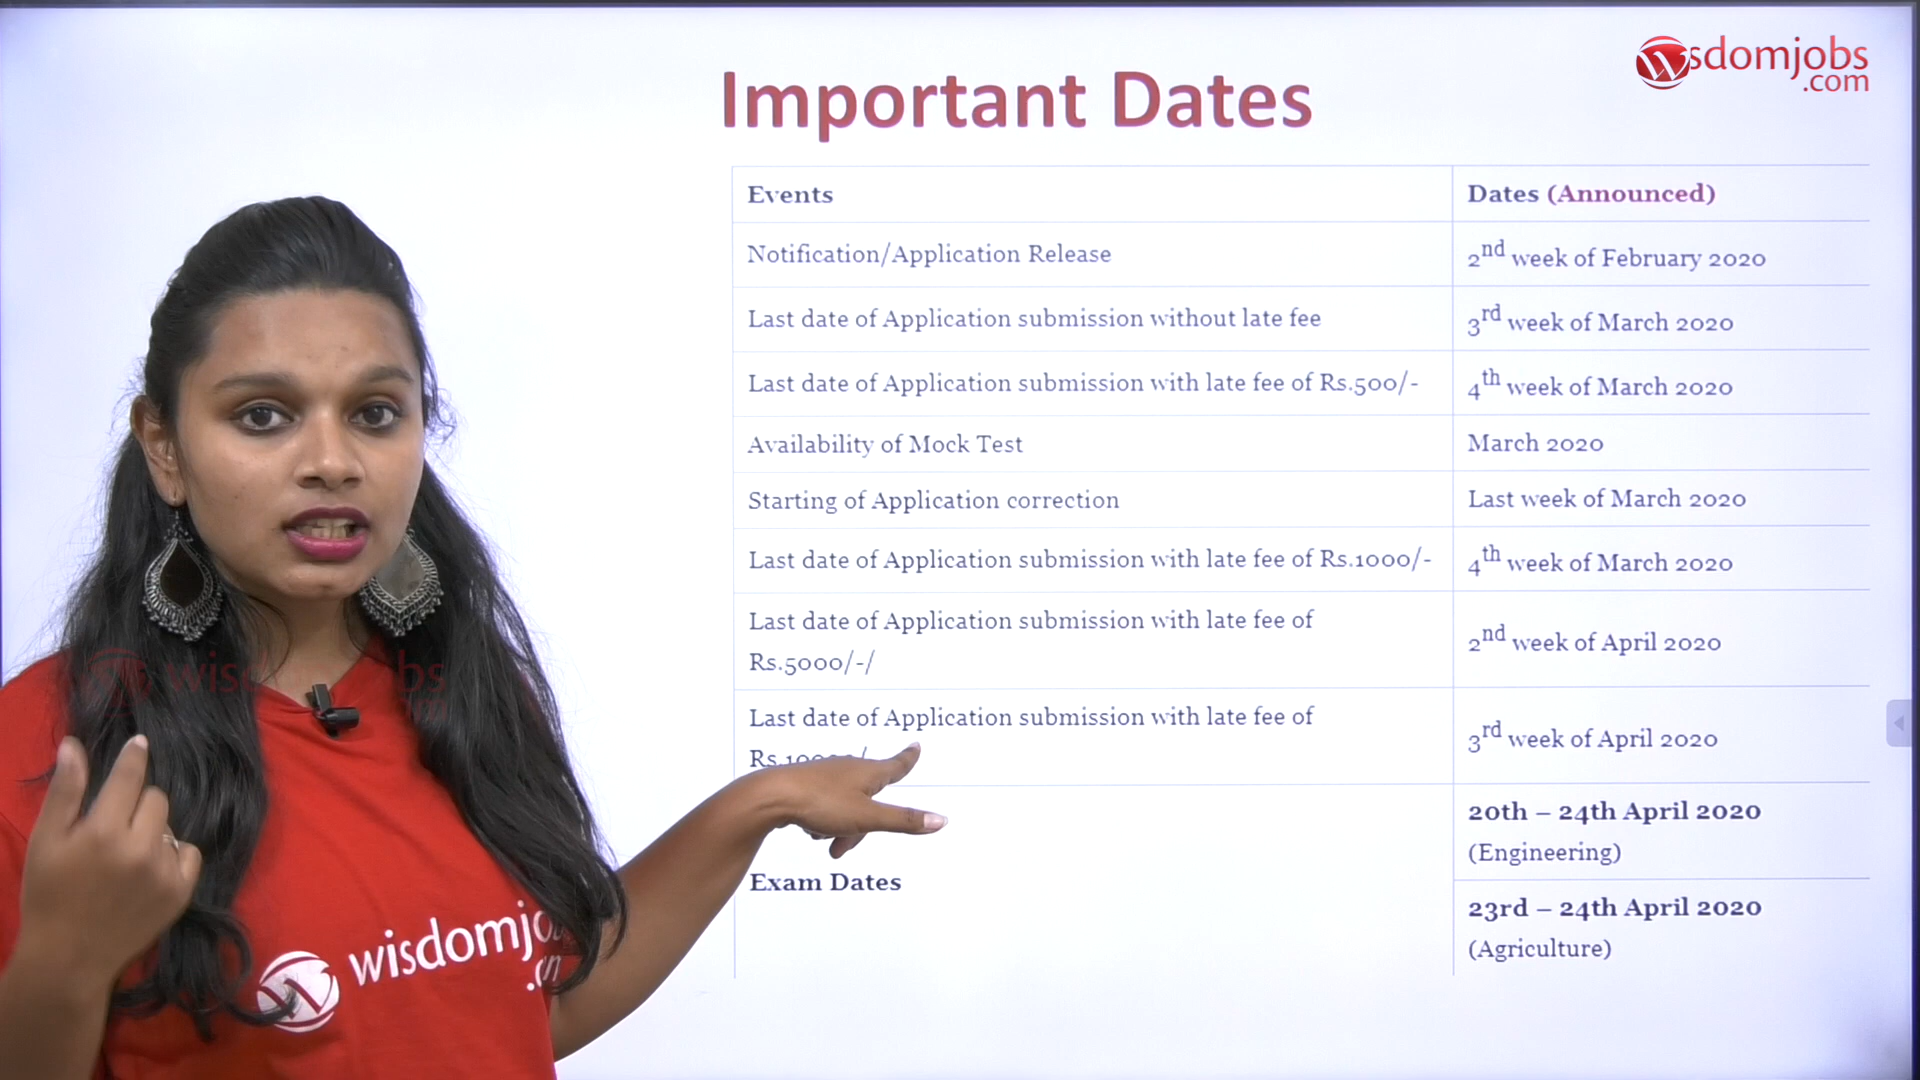 wsdomjobs
.com
Important Dates
Events Dates (Announced)
Notification/Application Release 2nd week of February 2020
Last date of Application submission without late fee 3rd week of March 2020
Last date of Application submission with late fee of Rs.500/- 4th week of March 2020
Availability of Mock Test March 2020
Starting of Application correction Last week of March 2020
Last date of Application submission with late fee of Rs.1000/- 4th week of March 2020
Last date of Application submission with late fee of
Rs.5000/-/ 2nd week of April 2020
Last date of Application submission with late fee of
3rd week of April 2020
Exam Dates
20th – 24th April 2020
(Engineering)
23rd – 24th April 2020
(Agriculture)